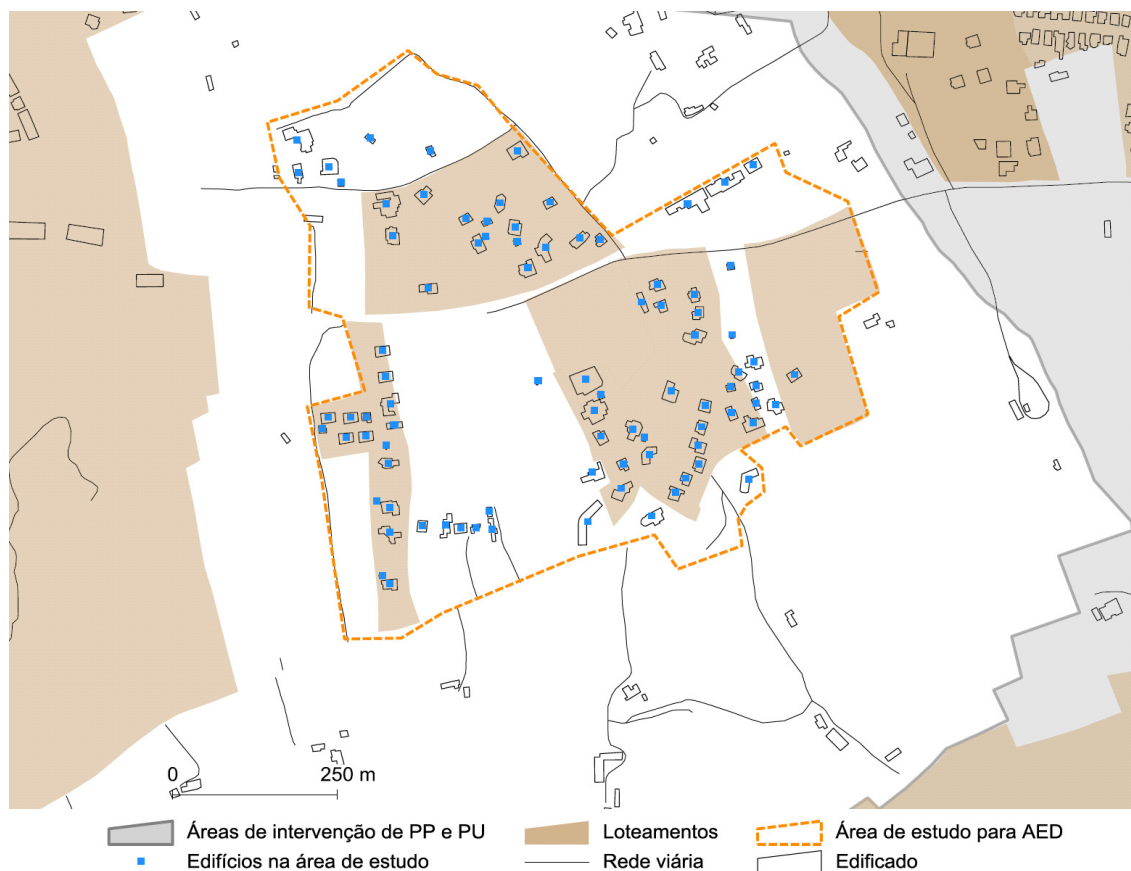 0 250 m
Áreas de intervenção de PP e PU Loteamentos Área de estudo para AED
Edifícios na área de estudo Rede viária Edificado